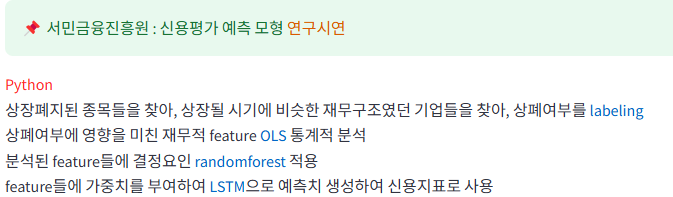 📌 서민금융진흥원 : 신용평가 예측 모형 연구시연
Python
상장폐지된 종목들을 찾아, 상장될 시기에 비슷한 재무구조였던 기업들을 찾아, 상폐여부를 labeling
상폐여부에 영향을 미친 재무적 feature OLS 통계적 분석
분석된 feature들에 결정요인 randomforest 적용
feature들에 가중치를 부여하여 LSTM으로 예측치 생성하여 신용지표로 사용